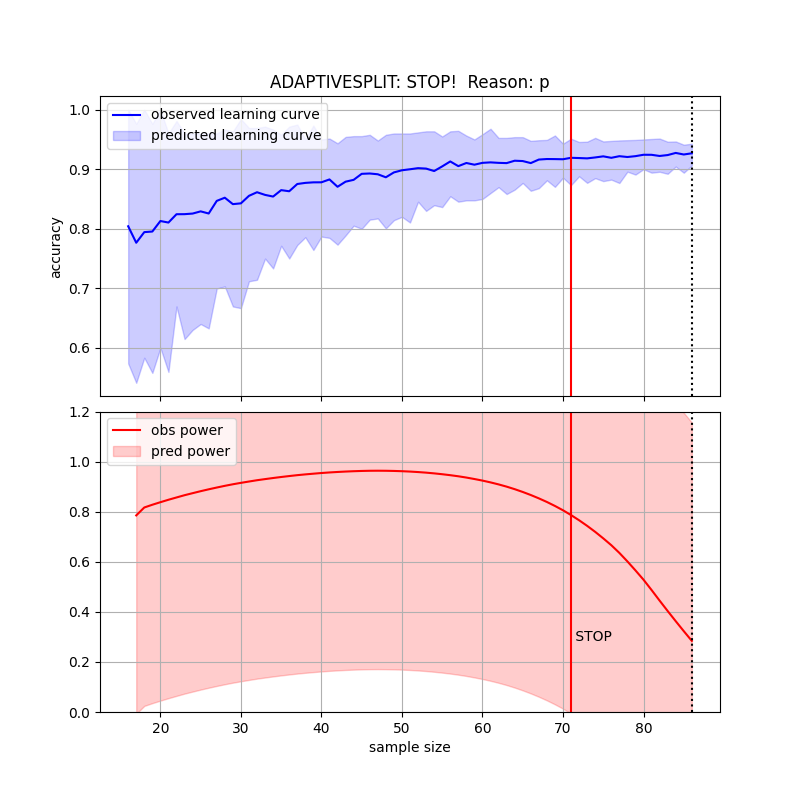 ADAPTIVESPLIT: STOP!  Reason: p
observed learning curve
predicted learning curve
1.0
0.9
0.8
0.7
0.6
accuracy
obs power
pred power
1.2
1.0
0.8
0.6
0.4
0.2
0.0
STOP
20 30 40 50 60 70 80
sample size